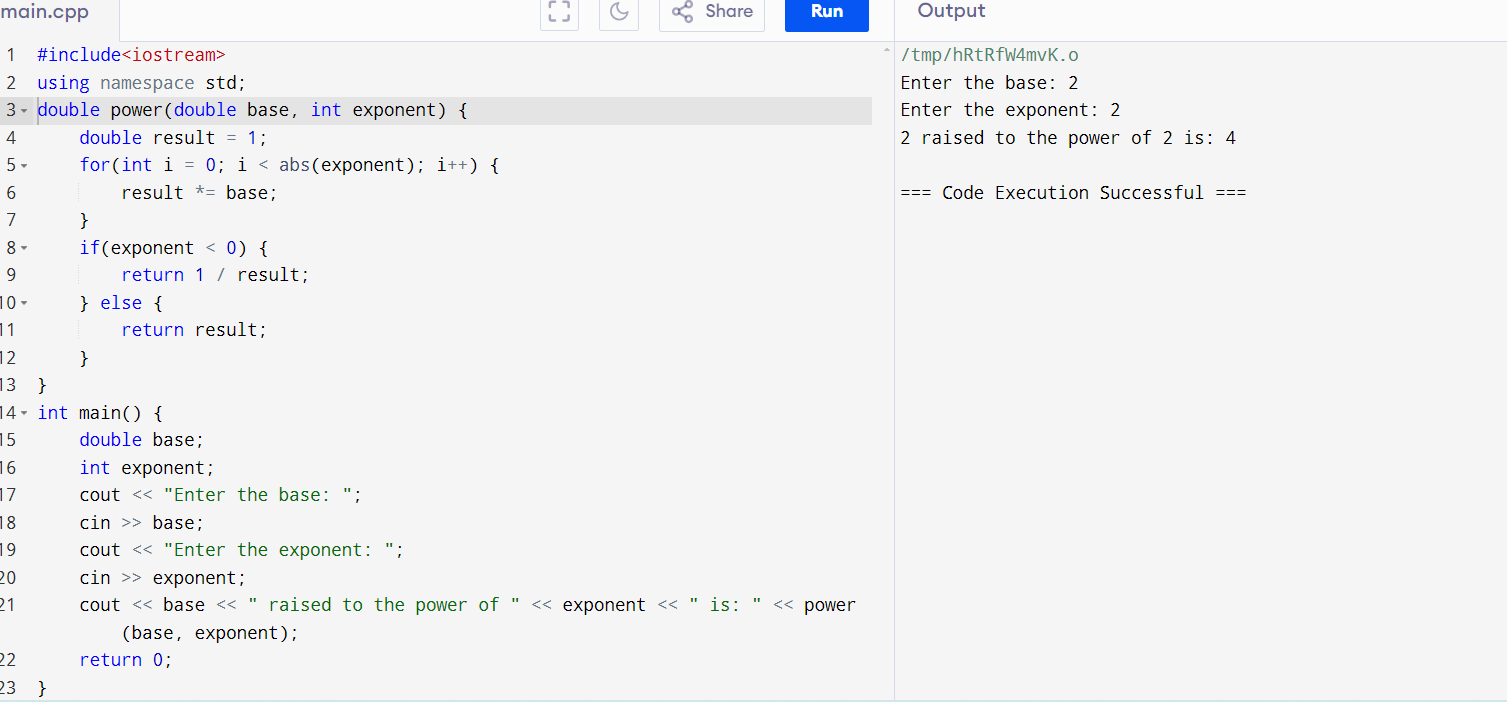 main.cpp
Share
Run
Output
1 #include<iostream>
2 using namespace std;
3 double power(double base, int exponent) {
4     double result = 1;
5     for(int i = 0; i < abs(exponent); i++) {
6         result *= base;
7     }
8     if(exponent < 0) {
9         return 1 / result;
10     } else {
11         return result;
12     }
13 }
14 int main() {
15     double base;
16     int exponent;
17     cout << "Enter the base: ";
18     cin >> base;
19     cout << "Enter the exponent: ";
20     cin >> exponent;
21     cout << base << " raised to the power of " << exponent << " is: " << power
        (base, exponent);
22     return 0;
23 }
/tmp/hRtRfW4mvK.o
Enter the base: 2
Enter the exponent: 2
2 raised to the power of 2 is: 4
=== Code Execution Successful ===